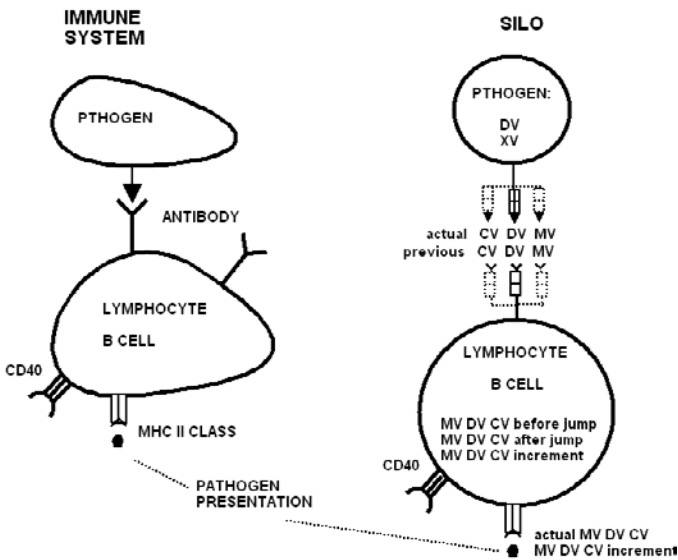 IMMUNE
SYSTEM
PTHOGEN
ANTIBODY
LYMPHOCYTE
B CELL
CD40
MHC II CLASS
PATHOGEN
PRESENTATION
SILO
PTHOGEN:
DV
XV
actual CV DV MV
previous CV DV MV
LYMPHOCYTE
B CELL
MV DV CV before jump
MV DV CV after jump
MV DV CV increment
CD40
actual MV DV CV
MV DV CV increment